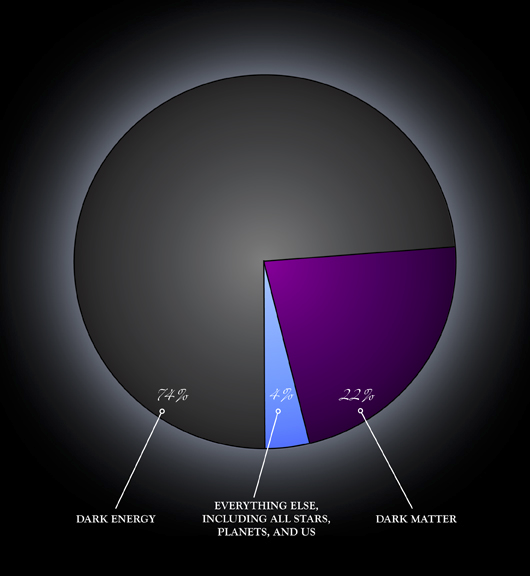 74%
4%
22%
DARK ENERGY
EVERYTHING ELSE,
INCLUDING ALL STARS,
PLANETS, AND US
DARK MATTER